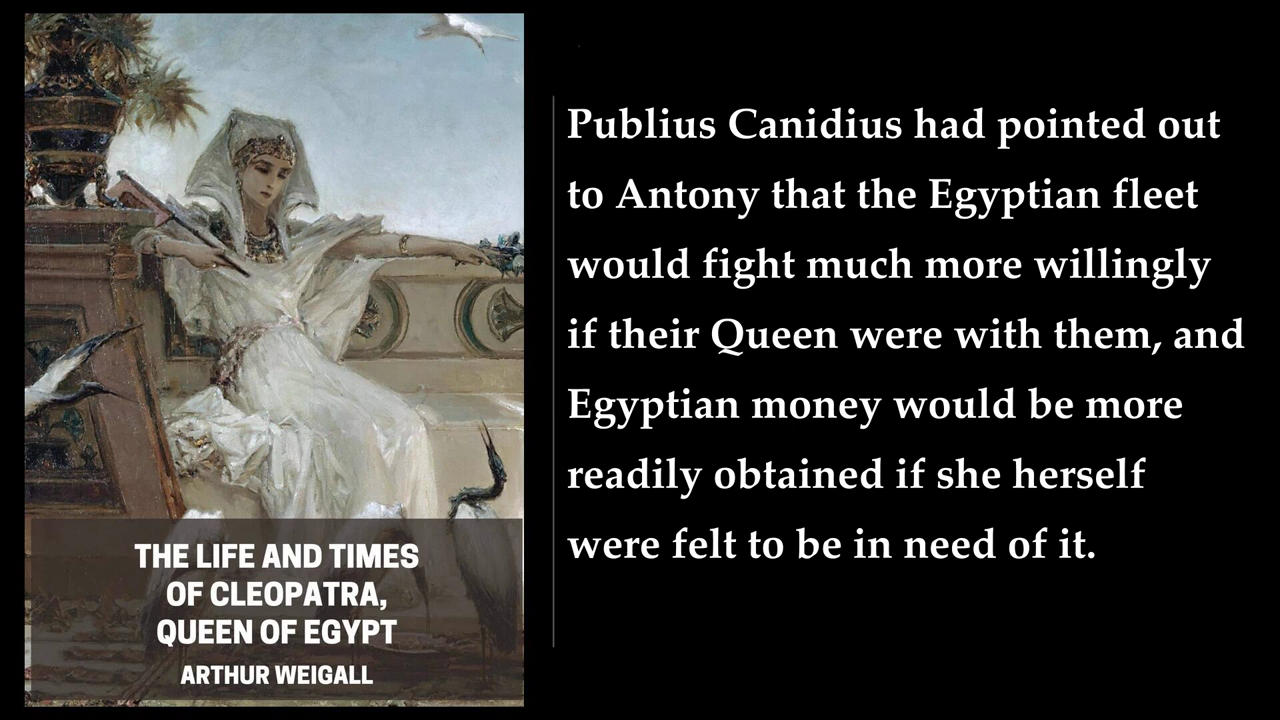 THE LIFE AND TIMES
OF CLEOPATRA,
QUEEN OF EGYPT
ARTHUR WEIGALL
Publius Canidius had pointed out
to Antony that the Egyptian fleet
would fight much more willingly
if their Queen were with them, and
Egyptian money would be more
readily obtained if she herself
were felt to be in need of it.